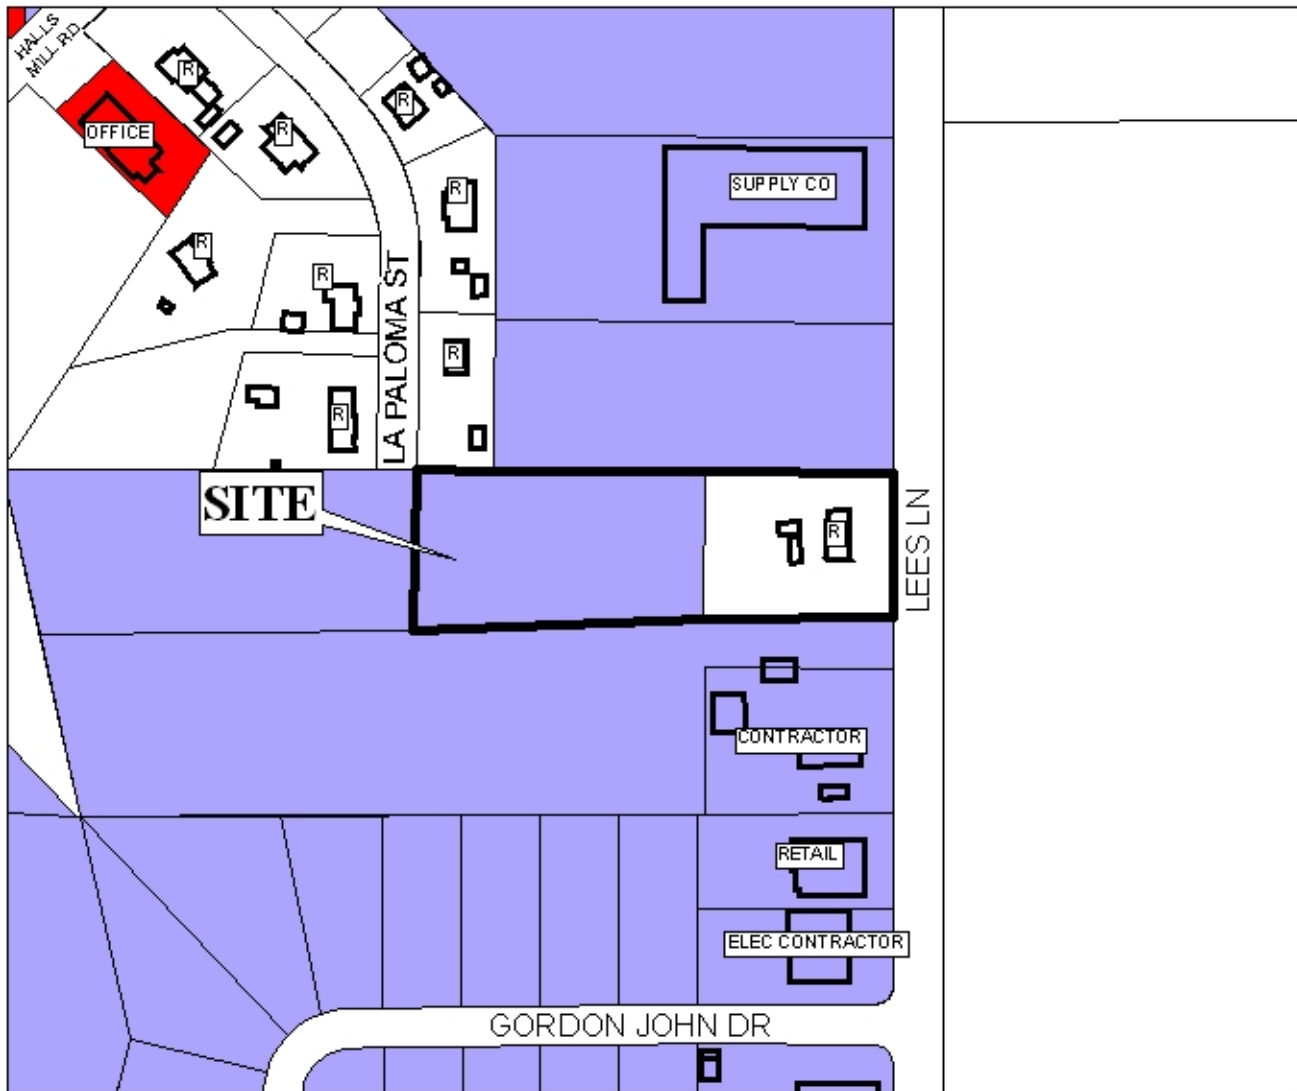 HALLS
MILL RD
R
OFFICE
R
R
R
SUPPLY CO
R
R
LA PALOMA ST
R
R
SITE
LEES LN
R
CONTRACTOR
RETAIL
ELEC CONTRACTOR
GORDON JOHN DR